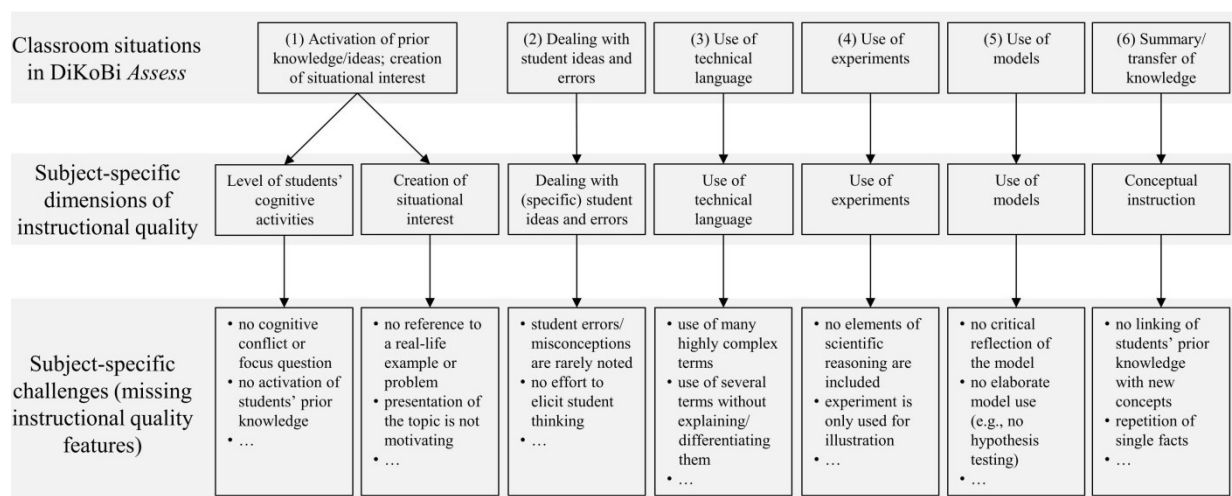 Classroom situations
in DiKoBi Assess
(1) Activation of prior
knowledge/ideas; creation
of situational interest
(2) Dealing with
student ideas and
errors
(3) Use of
technical
language
(4) Use of
experiments
(5) Use of
models
(6) Summary/
transfer of
knowledge
Subject-specific
dimensions of
instructional quality
Level of students’
cognitive
activities
Creation of
situational
interest
Dealing with
(specific) student
ideas and errors
Use of
technical
language
Use of
experiments
Use of
models
Conceptual
instruction
Subject-specific
challenges (missing
instructional quality
features)
• no cognitive
conflict or
focus question
• no activation of
students’ prior
knowledge
• …
• no reference to
a real-life
example or
problem
• presentation of
the topic is not
motivating
• …
• student errors/
misconceptions
are rarely noted
• no effort to
elicit student
thinking
• …
• use of many
highly complex
terms
• use of several
terms without
explaining/
differentiating
them
• …
• no elements of
scientific
reasoning are
included
• experiment is
only used for
illustration
• …
• no critical
reflection of
the model
• no elaborate
model use
(e.g., no
hypothesis
testing)
• …
• no linking of
students’ prior
knowledge
with new
concepts
• repetition of
single facts
• …